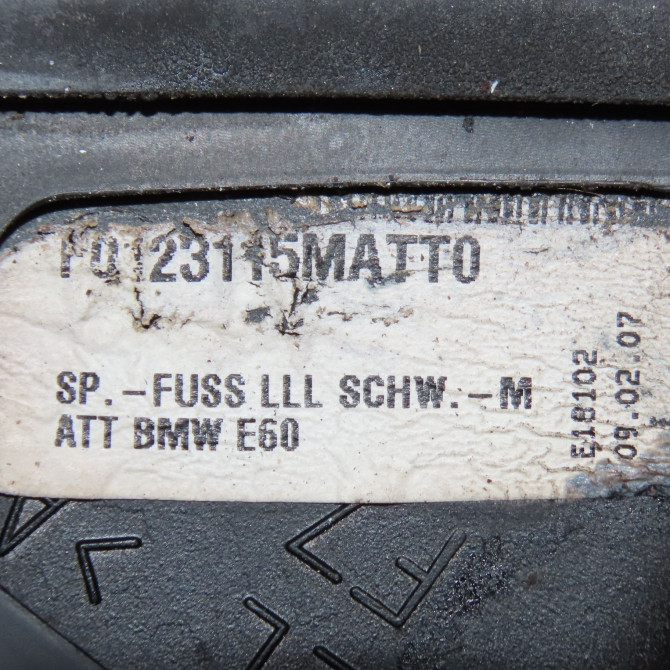 F0123115MATT0
SP.-FUSS LLL SCHW.-M
ATT BMW E60
E18102
09.02.07